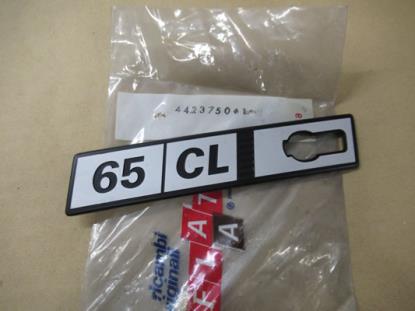 4423750
65 CL
FIAT
ricambi
originali